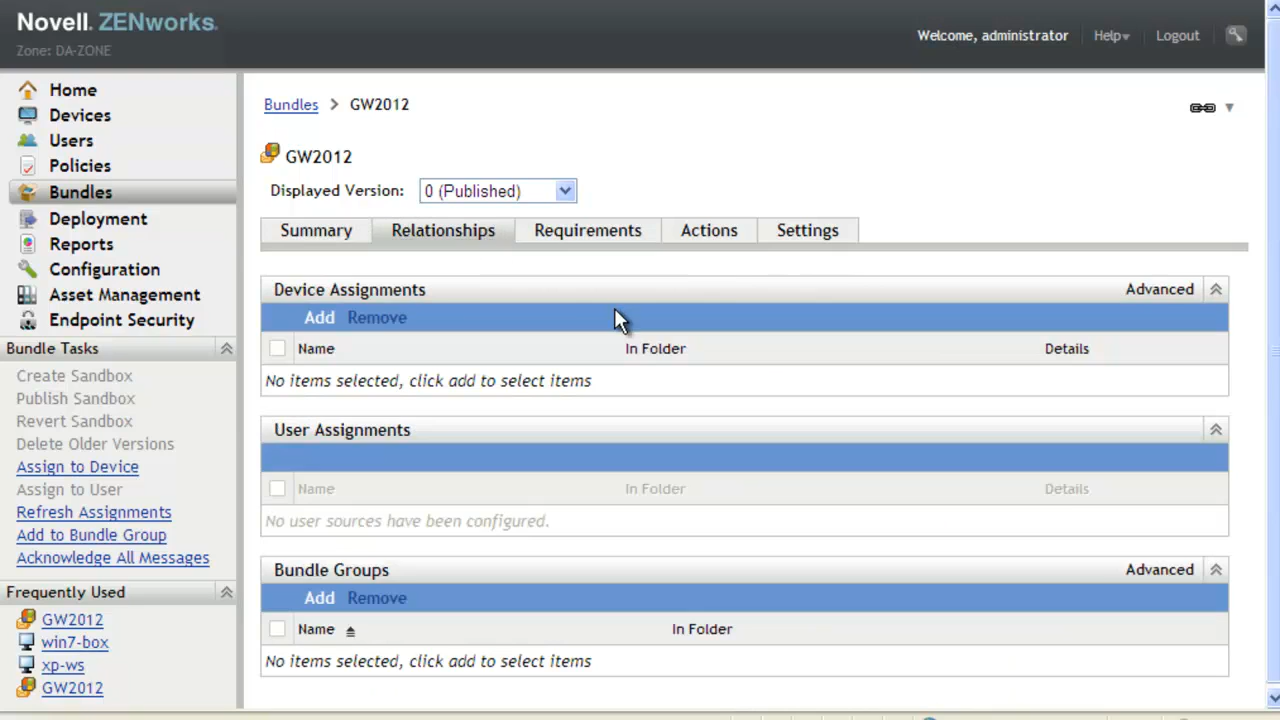 Novell. ZENworks.
Zone: DA-ZONE
Welcome, administrator
Help
Logout
Home
Devices
Users
Policies
Bundles
Deployment
Reports
Configuration
Asset Management
Endpoint Security
Bundle Tasks
Create Sandbox
Publish Sandbox
Revert Sandbox
Delete Older Versions
Assign to Device
Assign to User
Refresh Assignments
Add to Bundle Group
Acknowledge All Messages
Frequently Used
GW2012
win7-box
xp-ws
GW2012
Bundles > GW2012
GW2012
Displayed Version: 0 (Published)
Summary Relationships Requirements Actions Settings
Device Assignments Advanced
Add Remove
Name In Folder Details
No items selected, click add to select items
User Assignments
Name In Folder Details
No user sources have been configured.
Bundle Groups Advanced
Add Remove
Name In Folder
No items selected, click add to select items